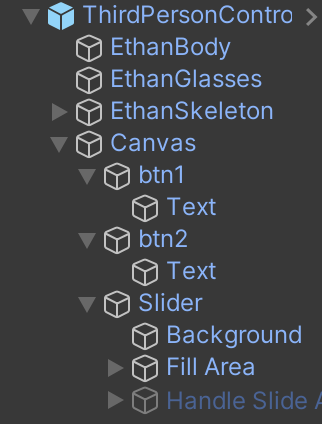 ThirdPersonContro
EthanBody
EthanGlasses
EthanSkeleton
Canvas
btn1
Text
btn2
Text
Slider
Background
Fill Area
Handle Slide A